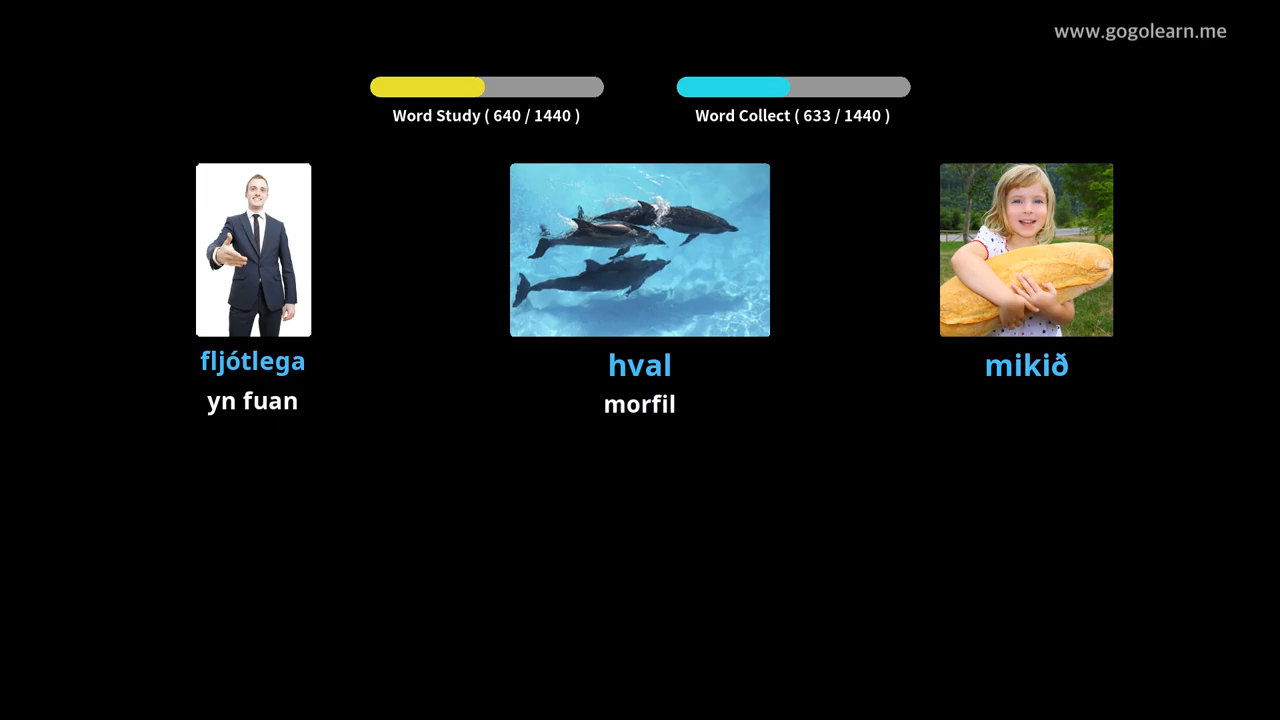 www.gogolearn.me
Word Study ( 640 / 1440 )
Word Collect ( 633 / 1440 )
fljótlega
hval
mikið
yn fuan
morfil